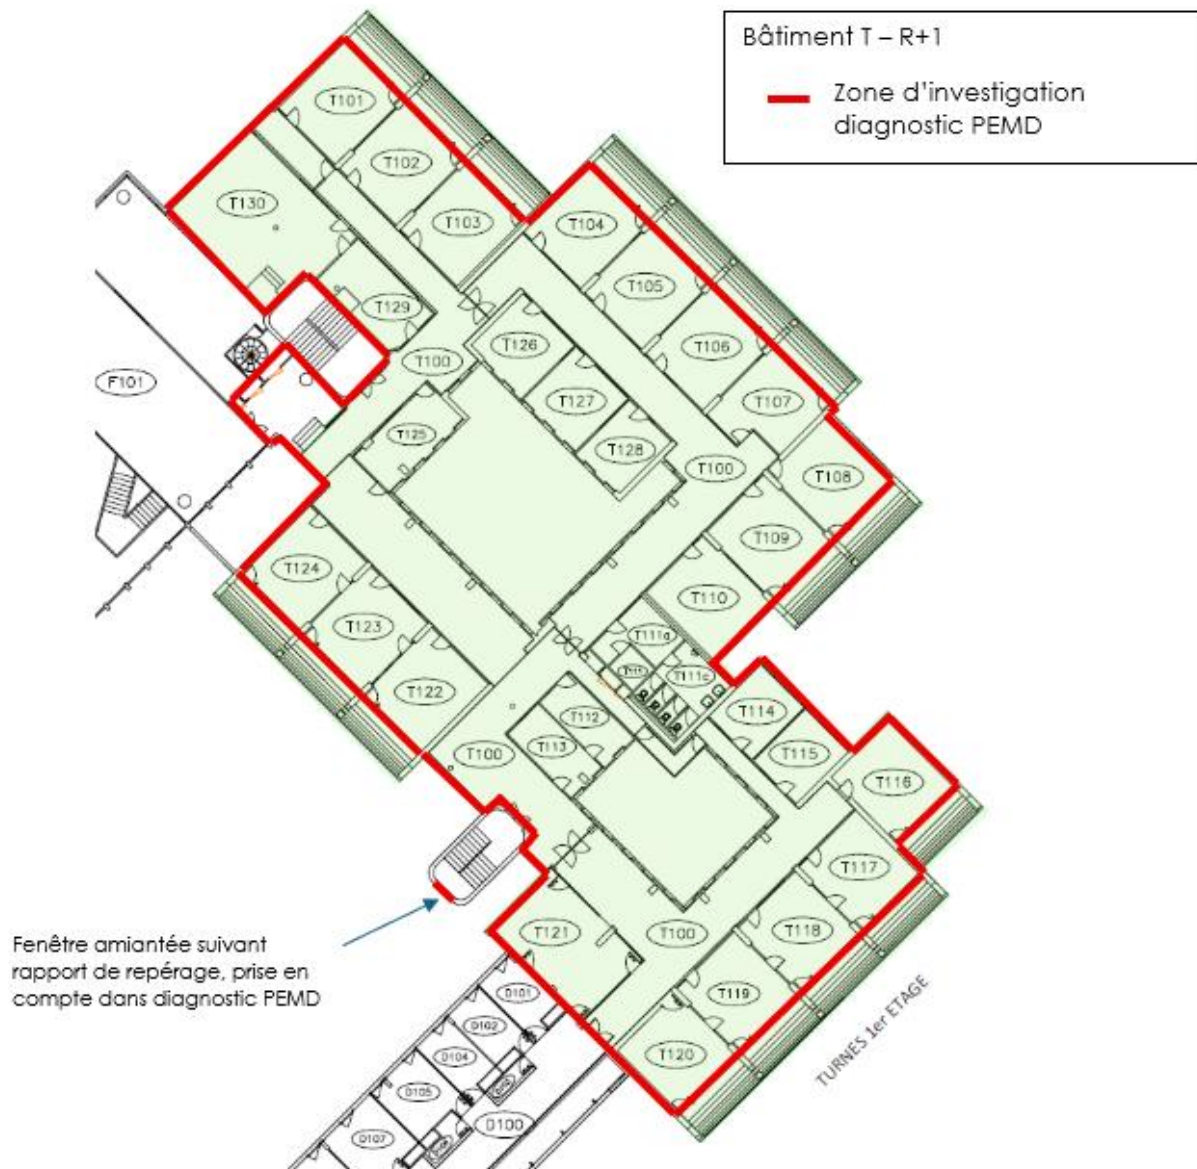 Bâtiment T – R+1
Zone d'investigation
diagnostic PEMD
T101
T102
T130
T103
T104
T105
T129
T106
T126
T100
F101
T107
T127
T125
T128
T100
T108
T109
T124
T110
T123
T111a
T111c
T122
T114
T112
T113
T115
T100
T116
T117
T121
T118
T100
Fenêtre amiantée suivant
rapport de repérage, prise en
compte dans diagnostic PEMD
T119
D101
D102
T120
D104
D105
D100
D107
TURNES 1er ETAGE